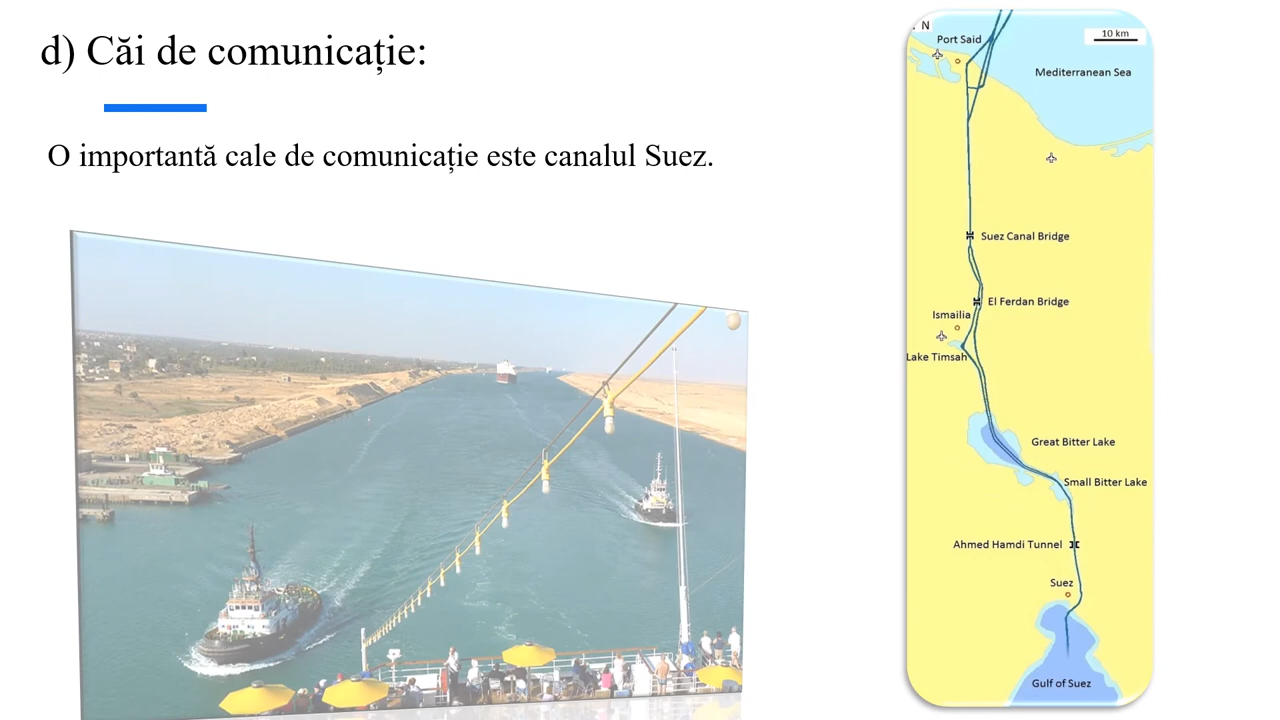 d) Căi de comunicație:
O importantă cale de comunicație este canalul Suez.
N
10 km
Port Said
Mediterranean Sea
Suez Canal Bridge
El Ferdan Bridge
Ismailia
Lake Timsah
Great Bitter Lake
Small Bitter Lake
Ahmed Hamdi Tunnel
Suez
Gulf of Suez